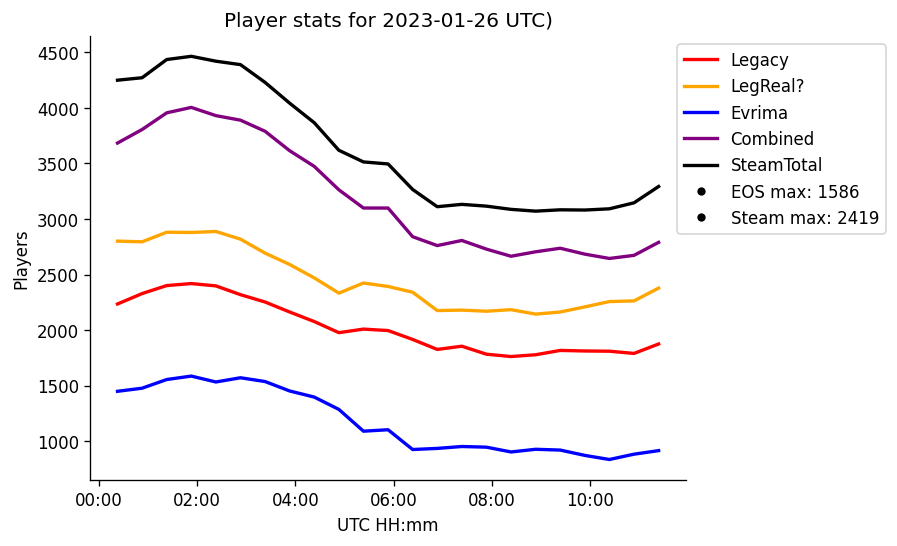 Player stats for 2023-01-26 UTC)
4500
4000
3500
3000
2500
2000
1500
1000
Players
00:00 02:00 04:00 06:00 08:00 10:00
UTC HH:mm
Legacy
LegReal?
Evrima
Combined
SteamTotal
EOS max: 1586
Steam max: 2419